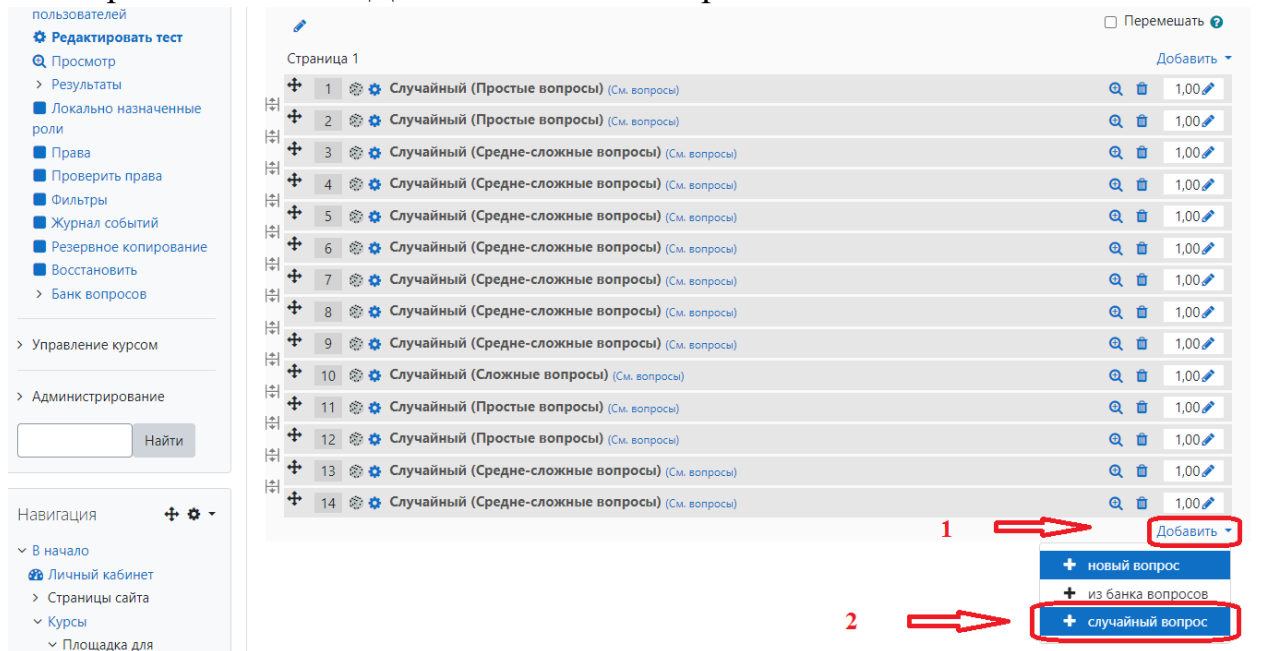 пользователей
Редактировать тест
Просмотр
Результаты
Локально назначенные
роли
Права
Проверить права
Фильтры
Журнал событий
Резервное копирование
Восстановить
Банк вопросов
Управление курсом
Администрирование
Найти
Навигация
В начало
Личный кабинет
Страницы сайта
Курсы
Площадка для
Перемешать
Страница 1 Добавить
1 Случайный (Простые вопросы) (См. вопросы) 1,00
2 Случайный (Простые вопросы) (См. вопросы) 1,00
3 Случайный (Средне-сложные вопросы) (См. вопросы) 1,00
4 Случайный (Средне-сложные вопросы) (См. вопросы) 1,00
5 Случайный (Средне-сложные вопросы) (См. вопросы) 1,00
6 Случайный (Средне-сложные вопросы) (См. вопросы) 1,00
7 Случайный (Средне-сложные вопросы) (См. вопросы) 1,00
8 Случайный (Средне-сложные вопросы) (См. вопросы) 1,00
9 Случайный (Средне-сложные вопросы) (См. вопросы) 1,00
10 Случайный (Сложные вопросы) (См. вопросы) 1,00
11 Случайный (Простые вопросы) (См. вопросы) 1,00
12 Случайный (Простые вопросы) (См. вопросы) 1,00
13 Случайный (Средне-сложные вопросы) (См. вопросы) 1,00
14 Случайный (Средне-сложные вопросы) (См. вопросы) 1,00
1 Добавить
+ новый вопрос
+ из банка вопросов
2 + случайный вопрос